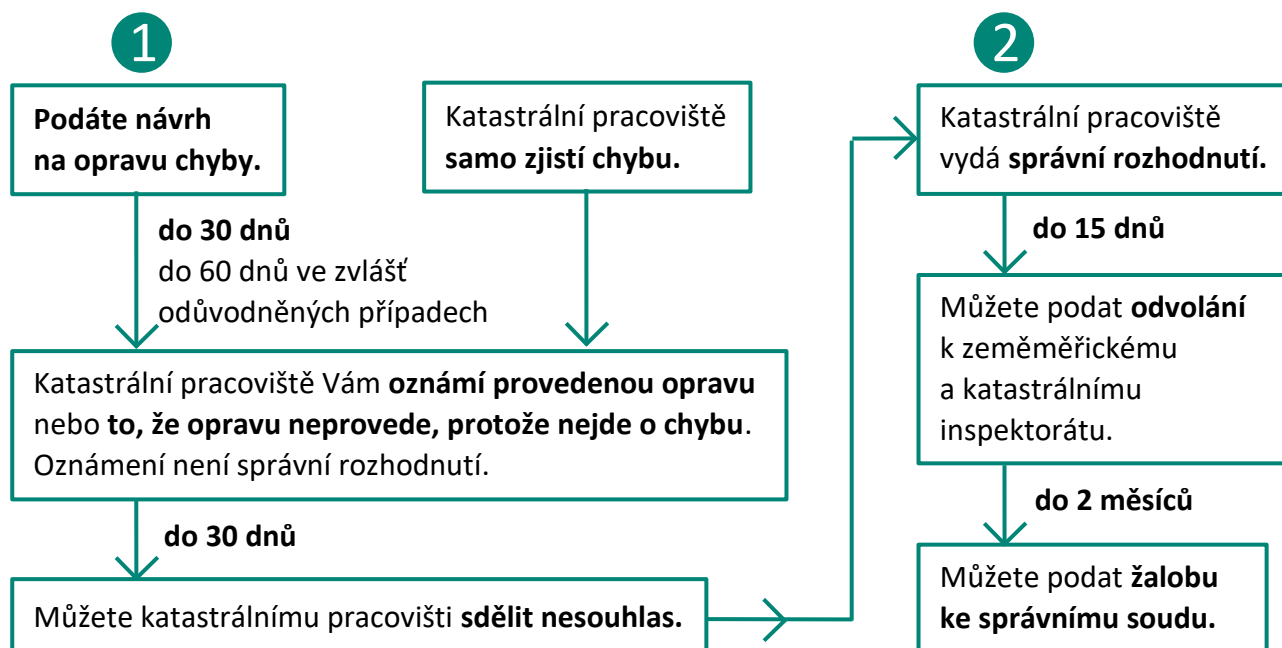 1
Podáte návrh
na opravu chyby.
Katastrální pracoviště
samo zjistí chybu.
do 30 dnů
do 60 dnů ve zvlášť
odůvodněných případech
Katastrální pracoviště Vám oznámí provedenou opravu
nebo to, že opravu neprovede, protože nejde o chybu.
Oznámení není správní rozhodnutí.
do 30 dnů
Můžete katastrálnímu pracovišti sdělit nesouhlas.
2
Katastrální pracoviště
vydá správní rozhodnutí.
do 15 dnů
Můžete podat odvolání
k zeměměřickému
a katastrálnímu
inspektorátu.
do 2 měsíců
Můžete podat žalobu
ke správnímu soudu.